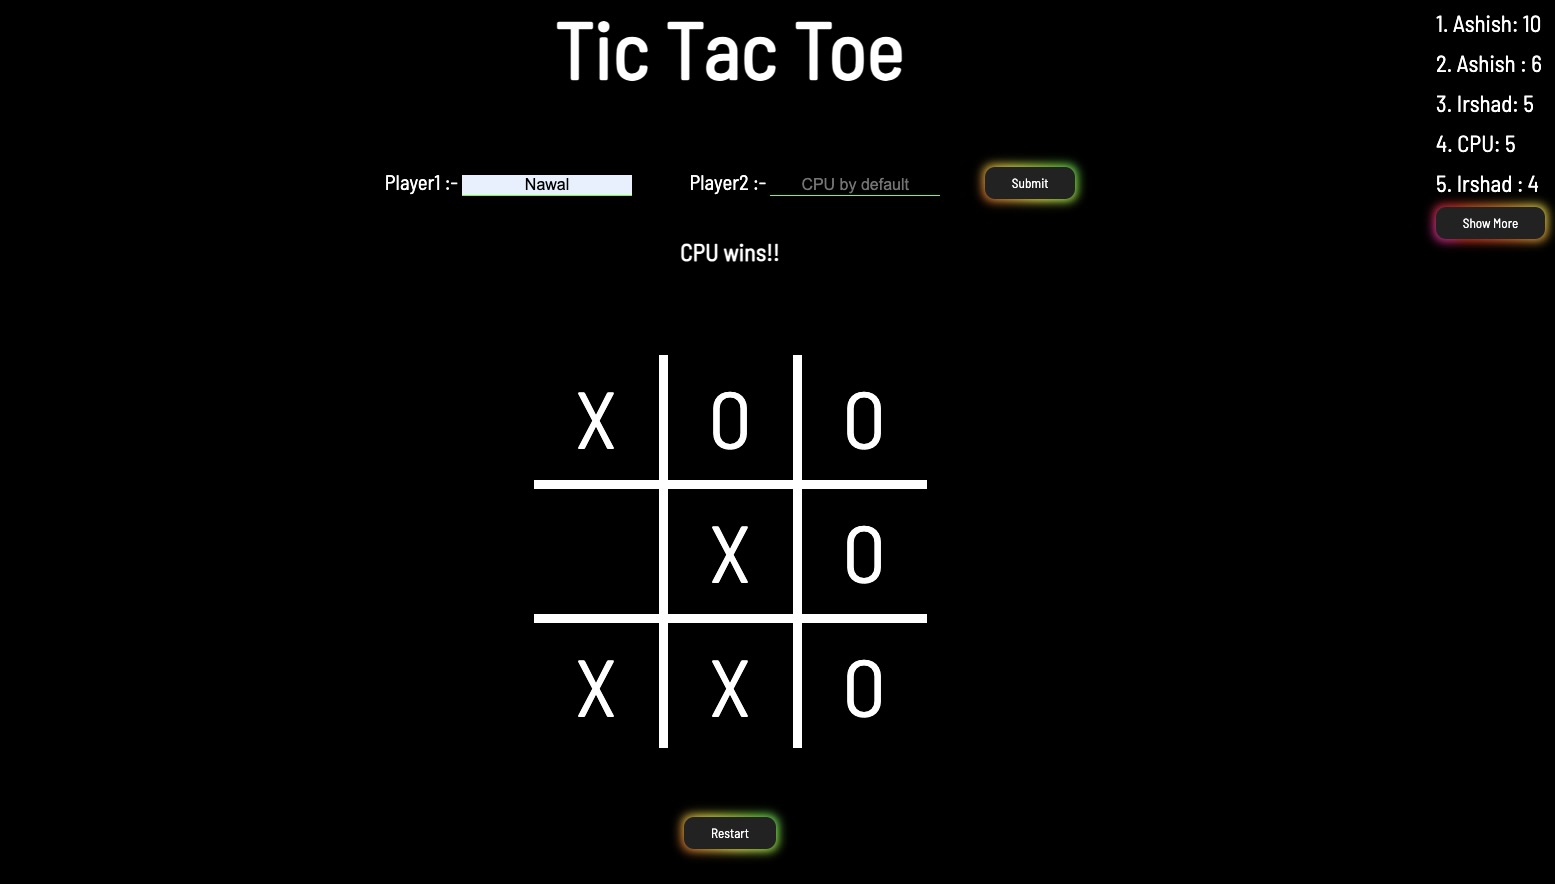 Tic Tac Toe
1. Ashish: 10
2. Ashish : 6
3. Irshad: 5
4. CPU: 5
5. Irshad : 4
Show More
Player1 :- Nawal Player2 :- CPU by default Submit
CPU wins!!
X O O
X O
X X O
Restart